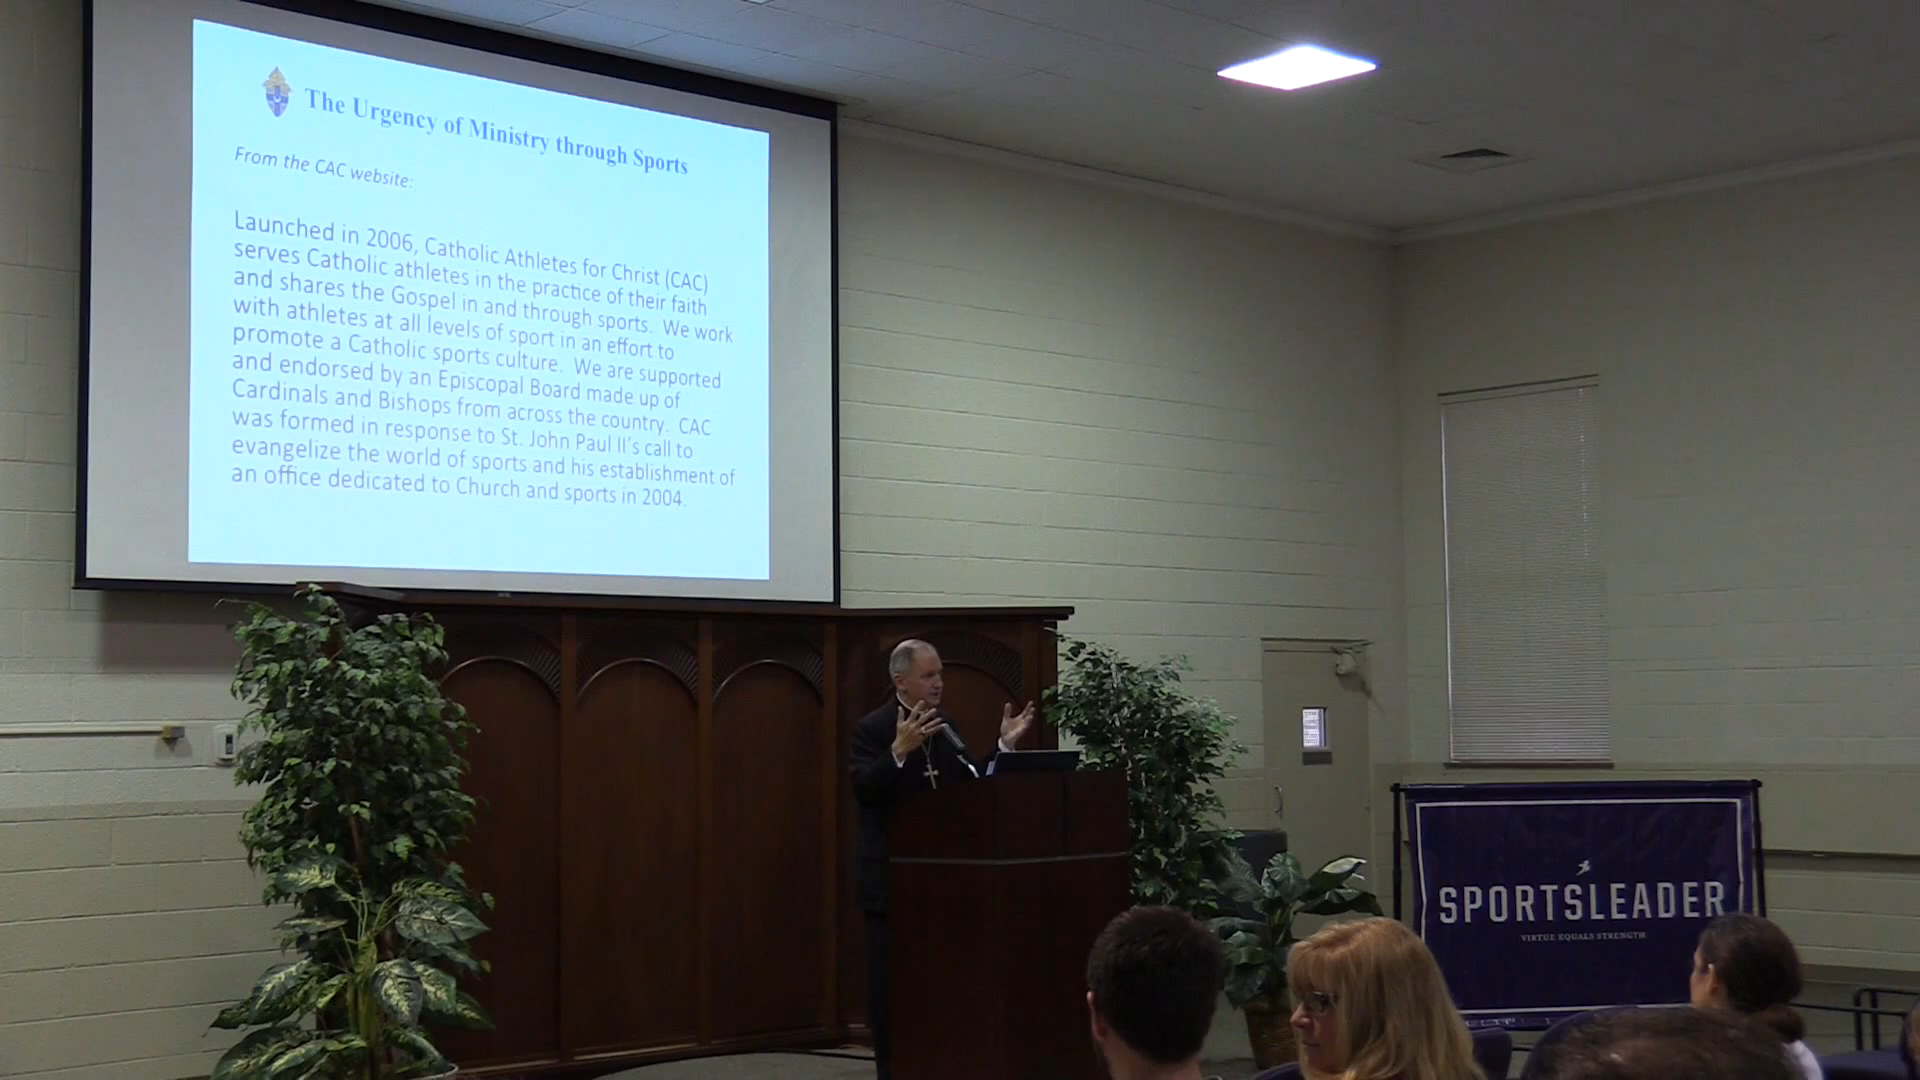 The Urgency of Ministry through Sports
From the CAC website:
Launched in 2006, Catholic Athletes for Christ (CAC)
serves Catholic athletes in the practice of their faith
and shares the Gospel in and through sports. We work
with athletes at all levels of sport in an effort to
promote a Catholic sports culture. We are supported
and endorsed by an Episcopal Board made up of
Cardinals and Bishops from across the country. CAC
was formed in response to St. John Paul II's call to
evangelize the world of sports and his establishment of
an office dedicated to Church and sports in 2004.
SPORTSLEADER
VIRTUE EQUALS STRENGTH